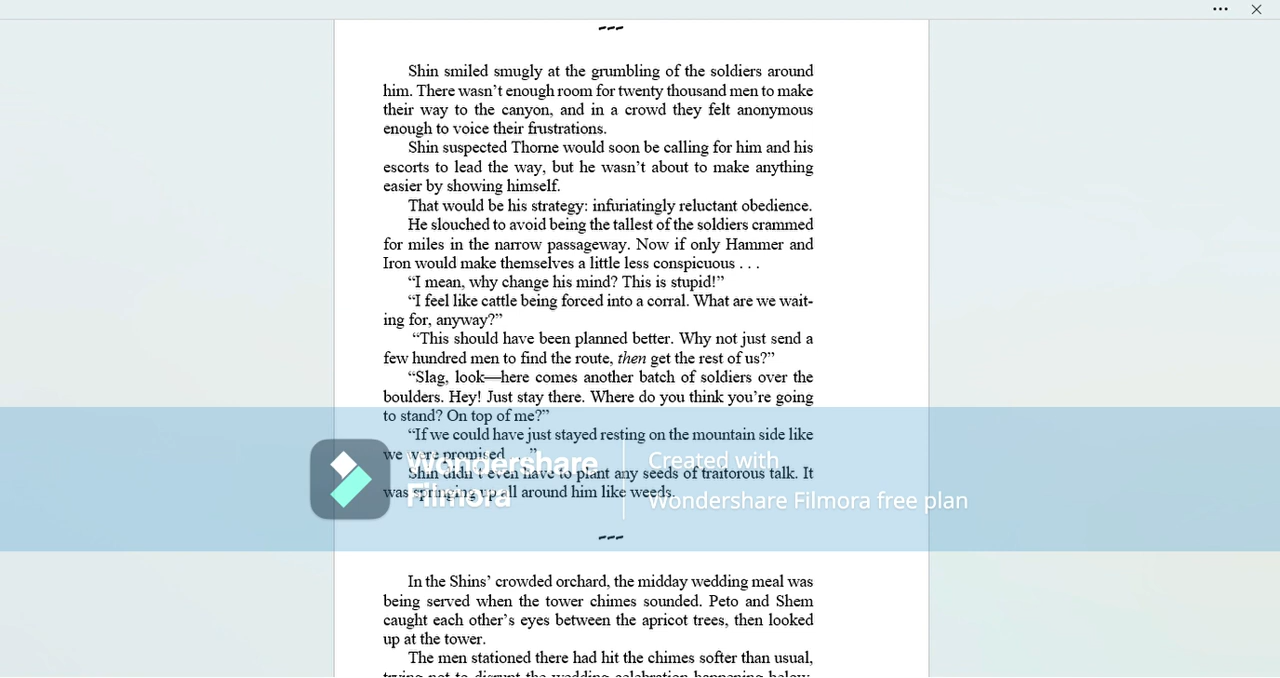 Shin smiled smugly at the grumbling of the soldiers around
him. There wasn’t enough room for twenty thousand men to make
their way to the canyon, and in a crowd they felt anonymous
enough to voice their frustrations.
Shin suspected Thorne would soon be calling for him and his
escorts to lead the way, but he wasn’t about to make anything
easier by showing himself.
That would be his strategy: infuriatingly reluctant obedience.
He slouched to avoid being the tallest of the soldiers crammed
for miles in the narrow passageway. Now if only Hammer and
Iron would make themselves a little less conspicuous . . .
“I mean, why change his mind? This is stupid!”
“I feel like cattle being forced into a corral. What are we wait-
ing for, anyway?”
“This should have been planned better. Why not just send a
few hundred men to find the route, then get the rest of us?”
“Slag, look—here comes another batch of soldiers over the
boulders. Hey! Just stay there. Where do you think you’re going
to stand? On top of me?”
“If we could have just stayed resting on the mountain side like
we were promised . . .”
Shin didn’t even have to plant any seeds of traitorous talk. It
was springing up all around him like weeds.
Wondershare
Filmora
Created with
Wondershare Filmora free plan
In the Shins’ crowded orchard, the midday wedding meal was
being served when the tower chimes sounded. Peto and Shem
caught each other’s eyes between the apricot trees, then looked
up at the tower.
The men stationed there had hit the chimes softer than usual,
trying not to disrupt the wedding celebration happening below.